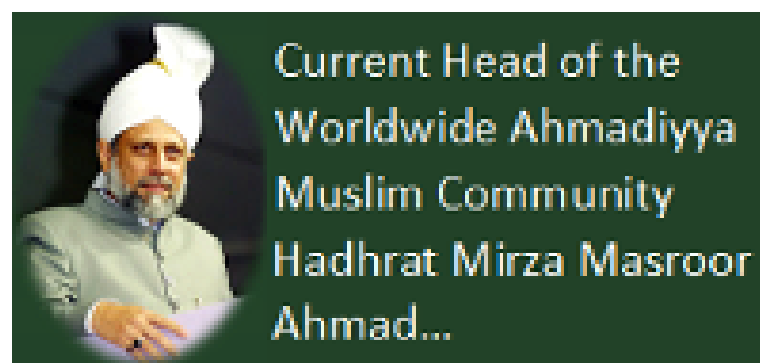 Current Head of the
Worldwide Ahmadiyya
Muslim Community
Hadhrat Mirza Masroor
Ahmad...